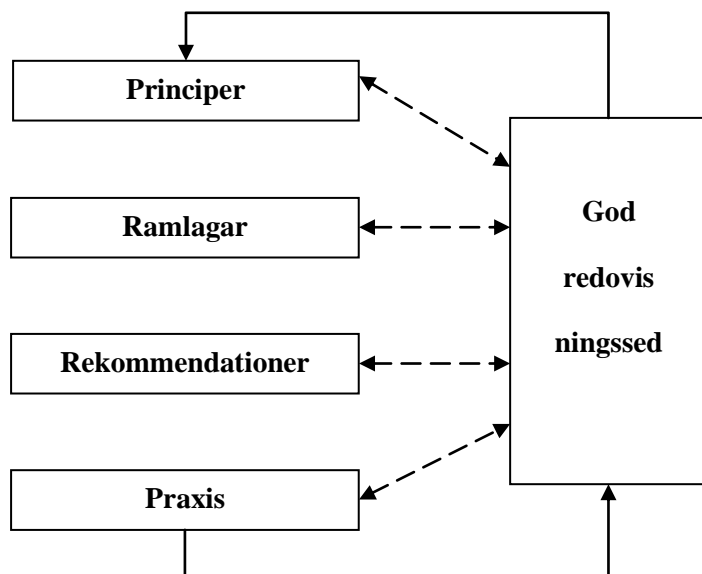 Principer
Ramlagar
Rekommendationer
Praxis
God
redovis
ningssed